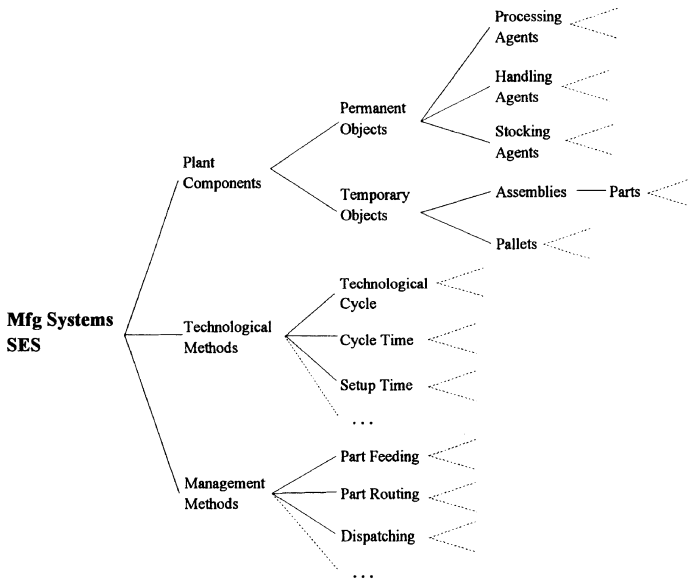 Processing
Agents
Handling
Agents
Permanent
Objects
Stocking
Agents
Plant
Components
Temporary
Objects
Assemblies
Parts
Pallets
Technological
Cycle
Mfg Systems
SES
Technological
Methods
Cycle Time
Setup Time
...
Management
Methods
Part Feeding
Part Routing
Dispatching
...